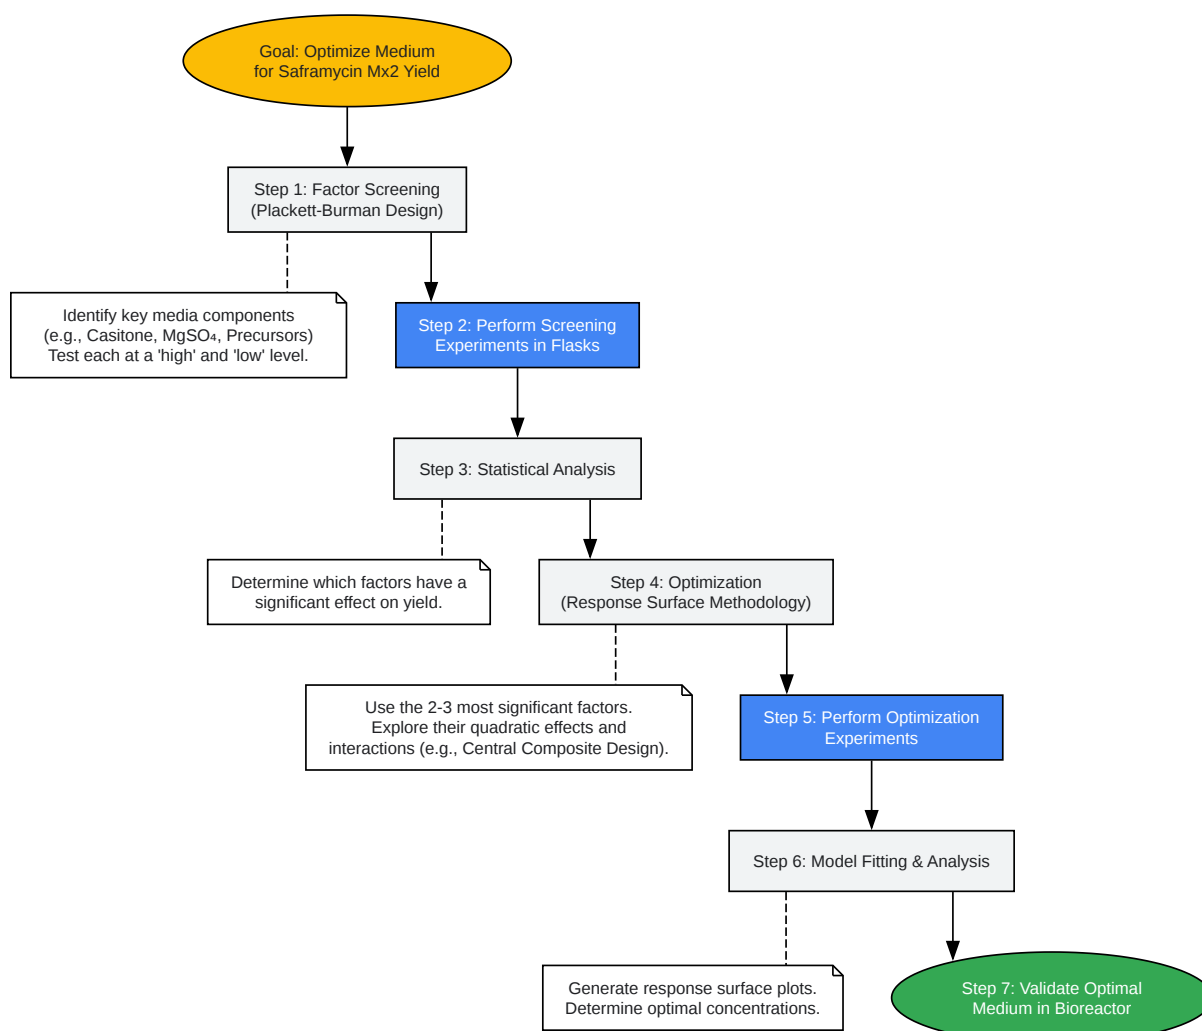 Goal: Optimize Medium
for Saframycin Mx2 Yield
Step 1: Factor Screening
(Plackett-Burman Design)
Identify key media components
(e.g., Casitone, MgSO₄, Precursors)
Test each at a 'high' and 'low' level.
Step 2: Perform Screening
Experiments in Flasks
Step 3: Statistical Analysis
Determine which factors have a
significant effect on yield.
Step 4: Optimization
(Response Surface Methodology)
Use the 2-3 most significant factors.
Explore their quadratic effects and
interactions (e.g., Central Composite Design).
Step 5: Perform Optimization
Experiments
Step 6: Model Fitting & Analysis
Generate response surface plots.
Determine optimal concentrations.
Step 7: Validate Optimal
Medium in Bioreactor